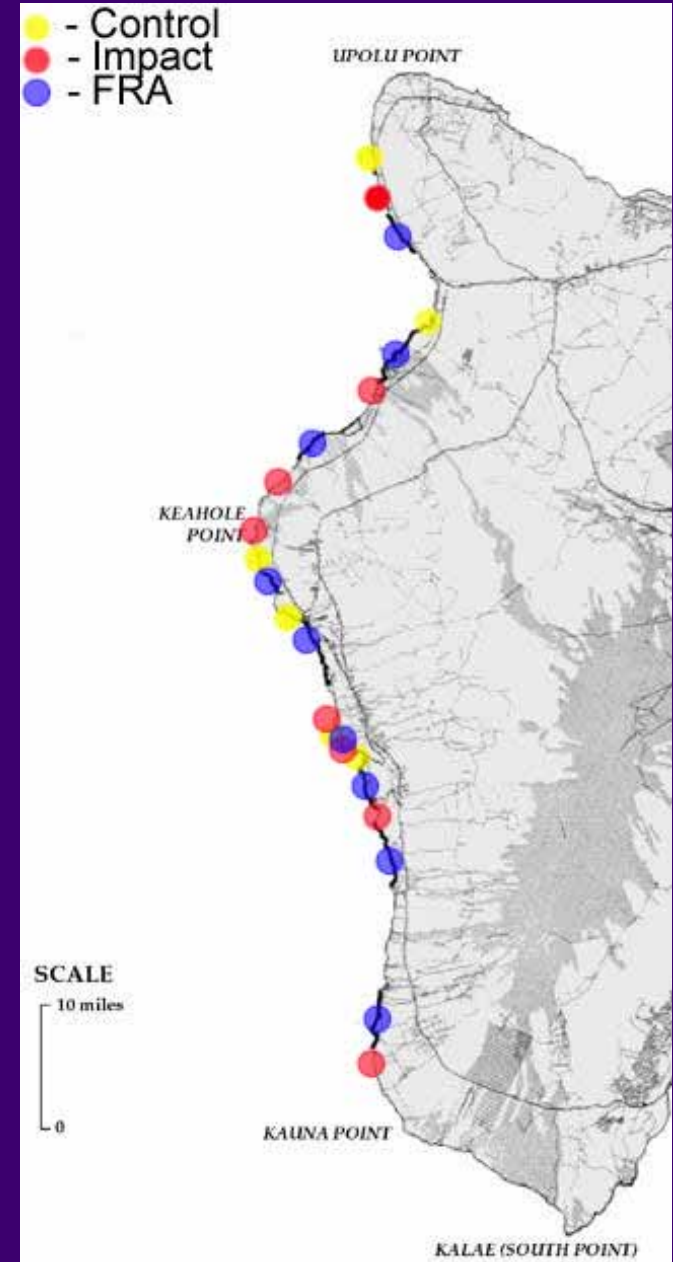 - Control
- Impact
- FRA
UPOLU POINT
KEAHOLE
POINT
SCALE
10 miles
0
KAUNA POINT
KALAE (SOUTH POINT)